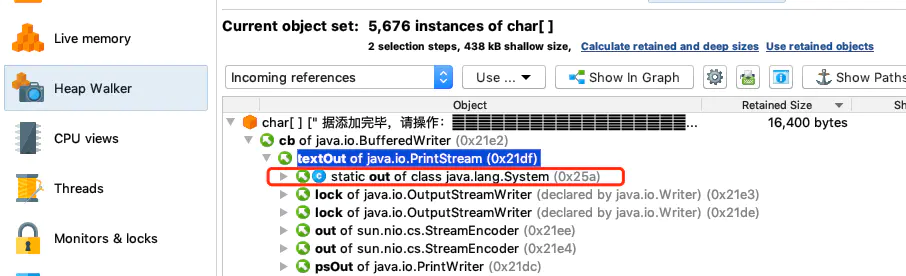 Current object set: 5,676 instances of char[ ]
Live memory
2 selection steps, 438 kB shallow size, Calculate retained and deep sizes Use retained objects
Heap Walker
Incoming references Use ... Show In Graph Show Paths
Object Retained Size Sh
CPU views
char[ ] [" 据添加完毕，请操作： ... 16,400 bytes
cb of java.io.BufferedWriter (0x21e2)
textOut of java.io.PrintStream (0x21df)
static out of class java.lang.System (0x25a)
Threads
lock of java.io.OutputStreamWriter (declared by java.io.Writer) (0x21e3)
lock of java.io.OutputStreamWriter (declared by java.io.Writer) (0x21de)
out of sun.nio.cs.StreamEncoder (0x21ee)
Monitors & locks
out of sun.nio.cs.StreamEncoder (0x21e4)
psOut of java.io.PrintWriter (0x21dc)